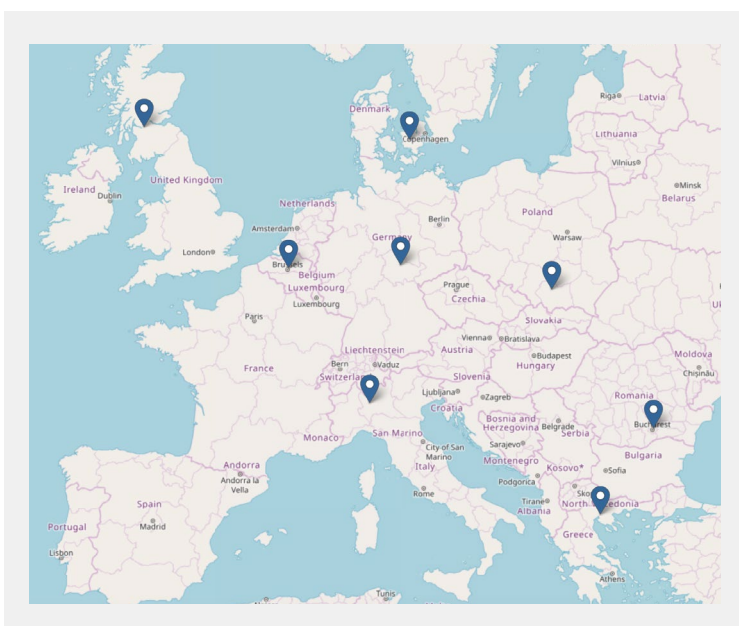 Riga
Latvia
Denmark
Copenhagen
Lithuania
Vilnius
Minsk
Belarus
United Kingdom
Ireland
Dublin
Netherlands
Poland
Berlin
Amsterdam
Germany
Warsaw
London
Brussels
Belgium
Luxembourg
Luxembourg
Prague
Czechia
Paris
Slovakia
Vienna
Bratislava
Liechtenstein
Austria
Budapest
Moldova
Bern
Vaduz
Hungary
Chișinău
France
Switzerland
Slovenia
Ljubljana
Zagreb
Romania
Croatia
Bosnia and
Herzegovina
Belgrade
Bucharest
Monaco
San Marino
Serbia
Sarajevo
City of San
Marino
Bulgaria
Montenegro
Andorra
Italy
Kosovo*
Sofia
Andorra la
Vella
Podgorica
Rome
Sko
Spain
Tirane
North Macedonia
Albania
Portugal
Madrid
Greece
Lisbon
Athens
Tunis